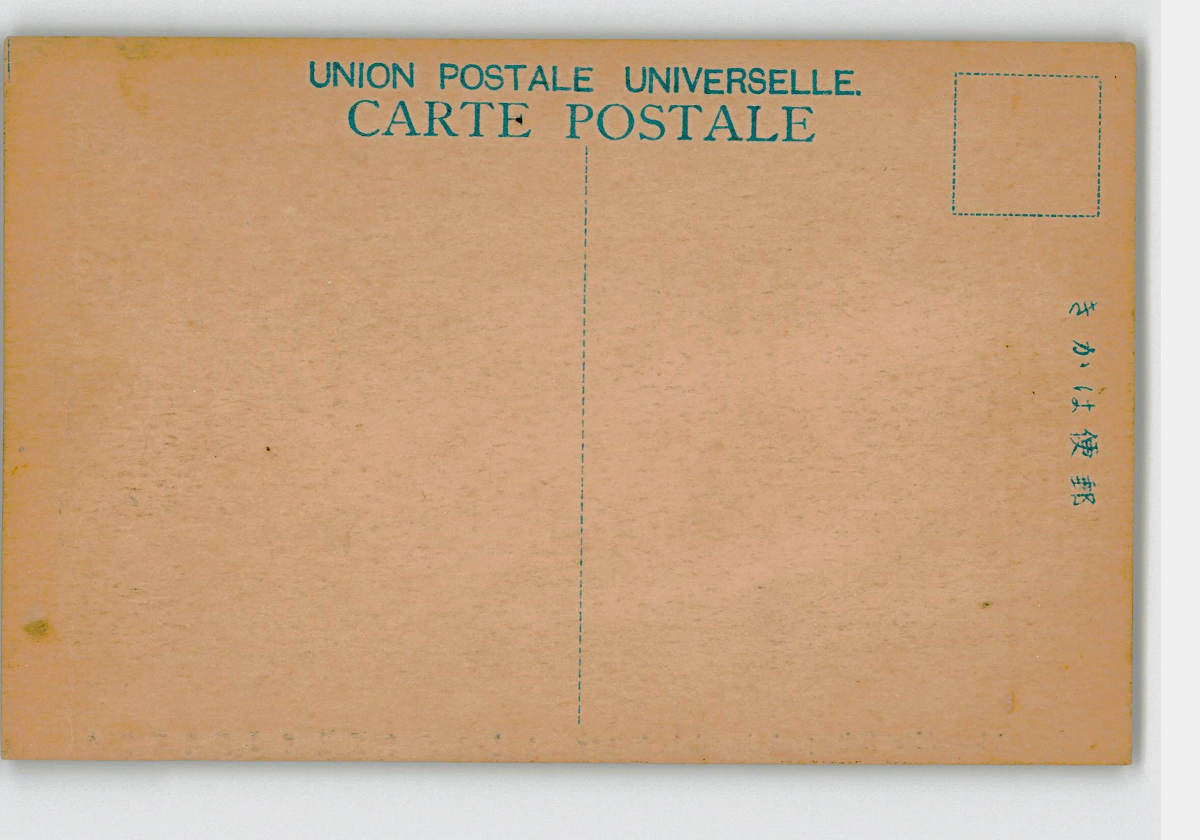 UNION POSTALE UNIVERSELLE.
CARTE POSTALE
きかは便郵